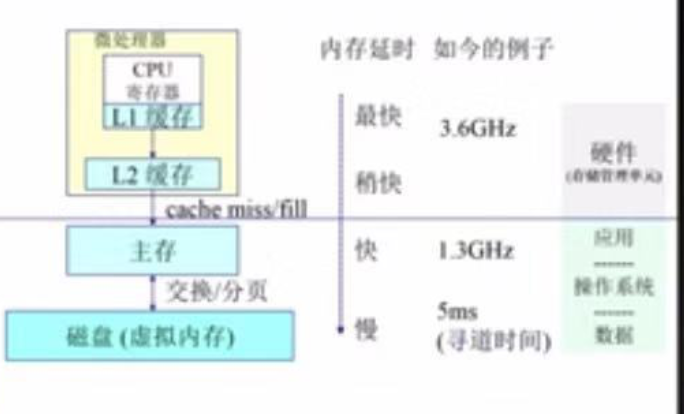 微处理器
CPU
寄存器
L1 缓存
L2 缓存
cache miss/fill
主存
交换/分页
磁盘 (虚拟内存)
内存延时
最快
稍快
快
慢
如今的例子
3.6GHz
1.3GHz
5ms
(寻道时间)
硬件
(存储管理单元)
应用
------
操作系统
------
数据